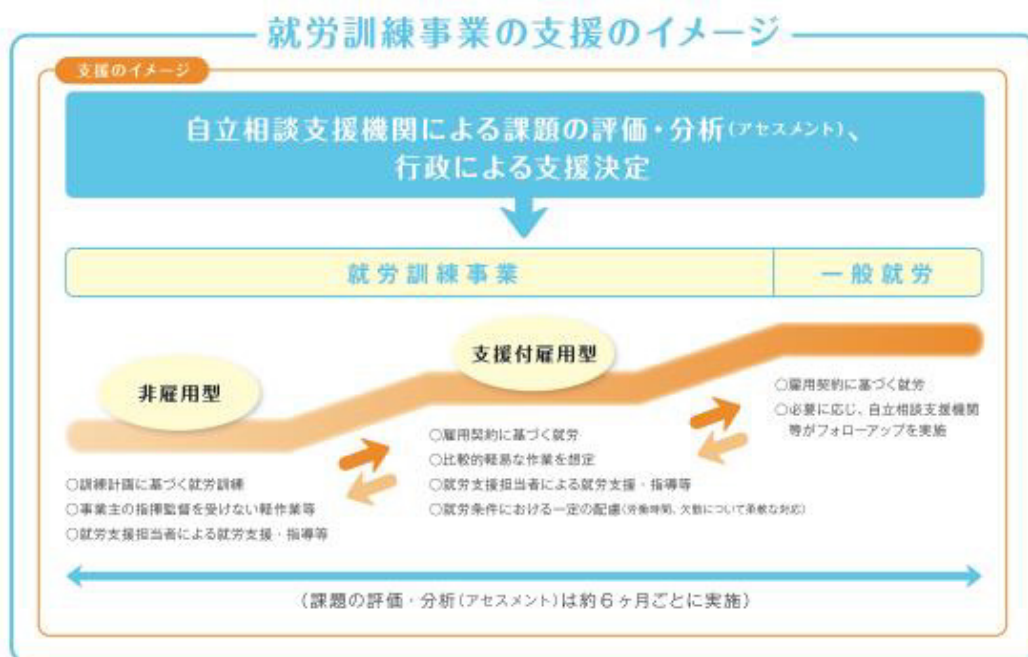 就労訓練事業の支援のイメージ
支援のイメージ
自立相談支援機関による課題の評価・分析(アセスメント)、
行政による支援決定
就労訓練事業
一般就労
非雇用型
○訓練計画に基づく就労訓練
○事業主の指揮監督を受けない軽作業等
○就労支援担当者による就労支援・指導等
支援付雇用型
○雇用契約に基づく就労
○比較的軽易な作業を想定
○就労支援担当者による就労支援・指導等
○就労条件における一定の配慮(労働時間、欠勤について柔軟な対応)
○雇用契約に基づく就労
○必要に応じ、自立相談支援機関
等がフォローアップを実施
(課題の評価・分析(アセスメント)は約6ヶ月ごとに実施)